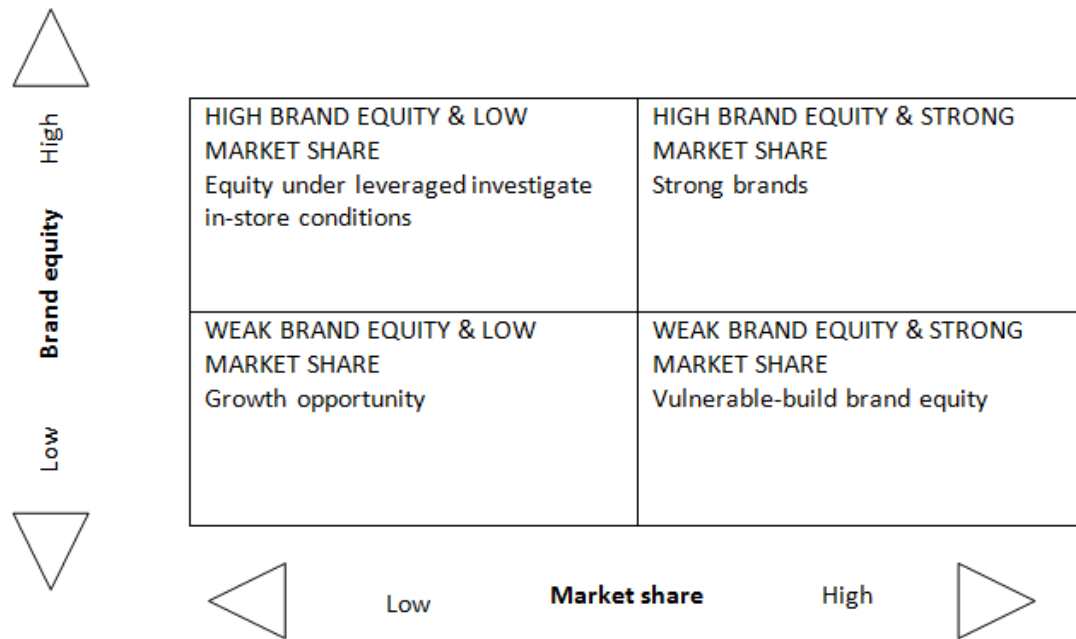 High
Brand equity
Low
HIGH BRAND EQUITY & LOW
MARKET SHARE
Equity under leveraged investigate
in-store conditions
HIGH BRAND EQUITY & STRONG
MARKET SHARE
Strong brands
WEAK BRAND EQUITY & LOW
MARKET SHARE
Growth opportunity
WEAK BRAND EQUITY & STRONG
MARKET SHARE
Vulnerable-build brand equity
Low
Market share
High